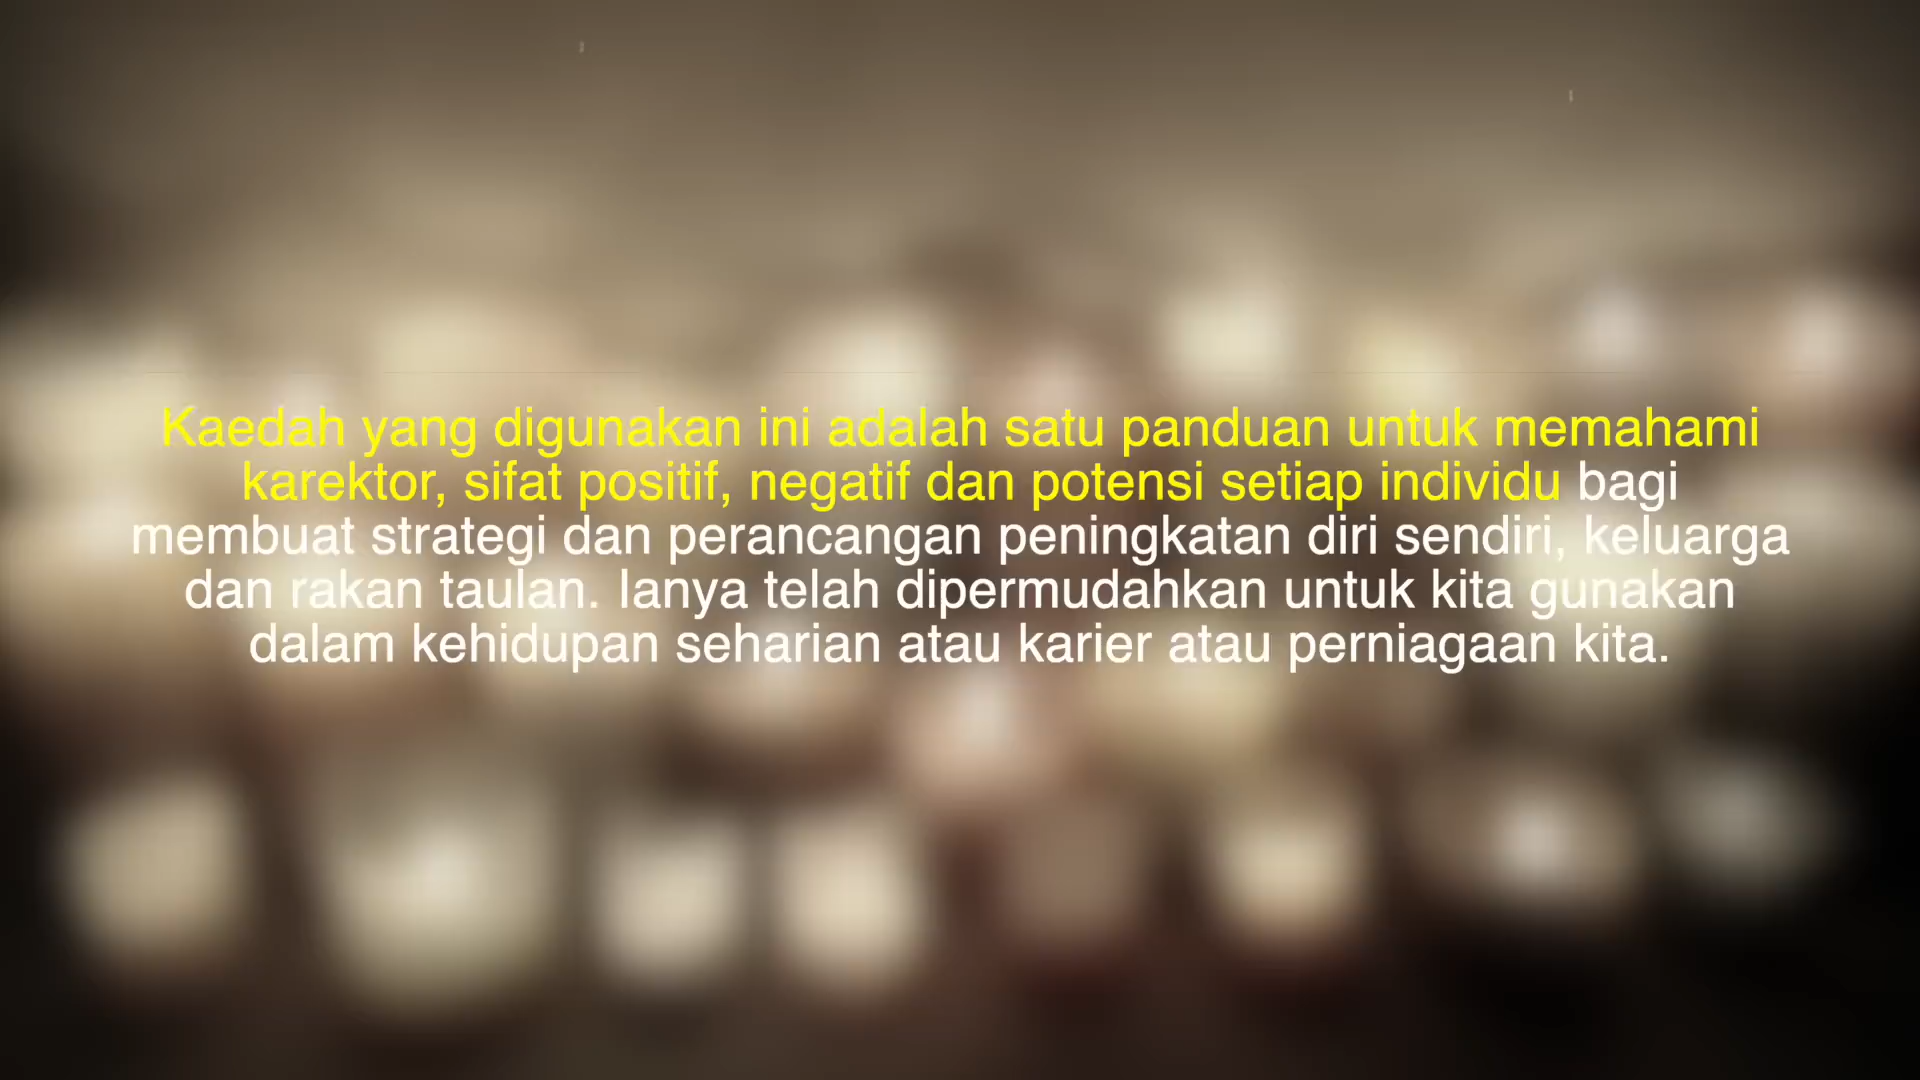 Kaedah yang digunakan ini adalah satu panduan untuk memahami
karektor, sifat positif, negatif dan potensi setiap individu bagi
membuat strategi dan perancangan peningkatan diri sendiri, keluarga
dan rakan taulan. Ianya telah dipermudahkan untuk kita gunakan
dalam kehidupan seharian atau karier atau perniagaan kita.